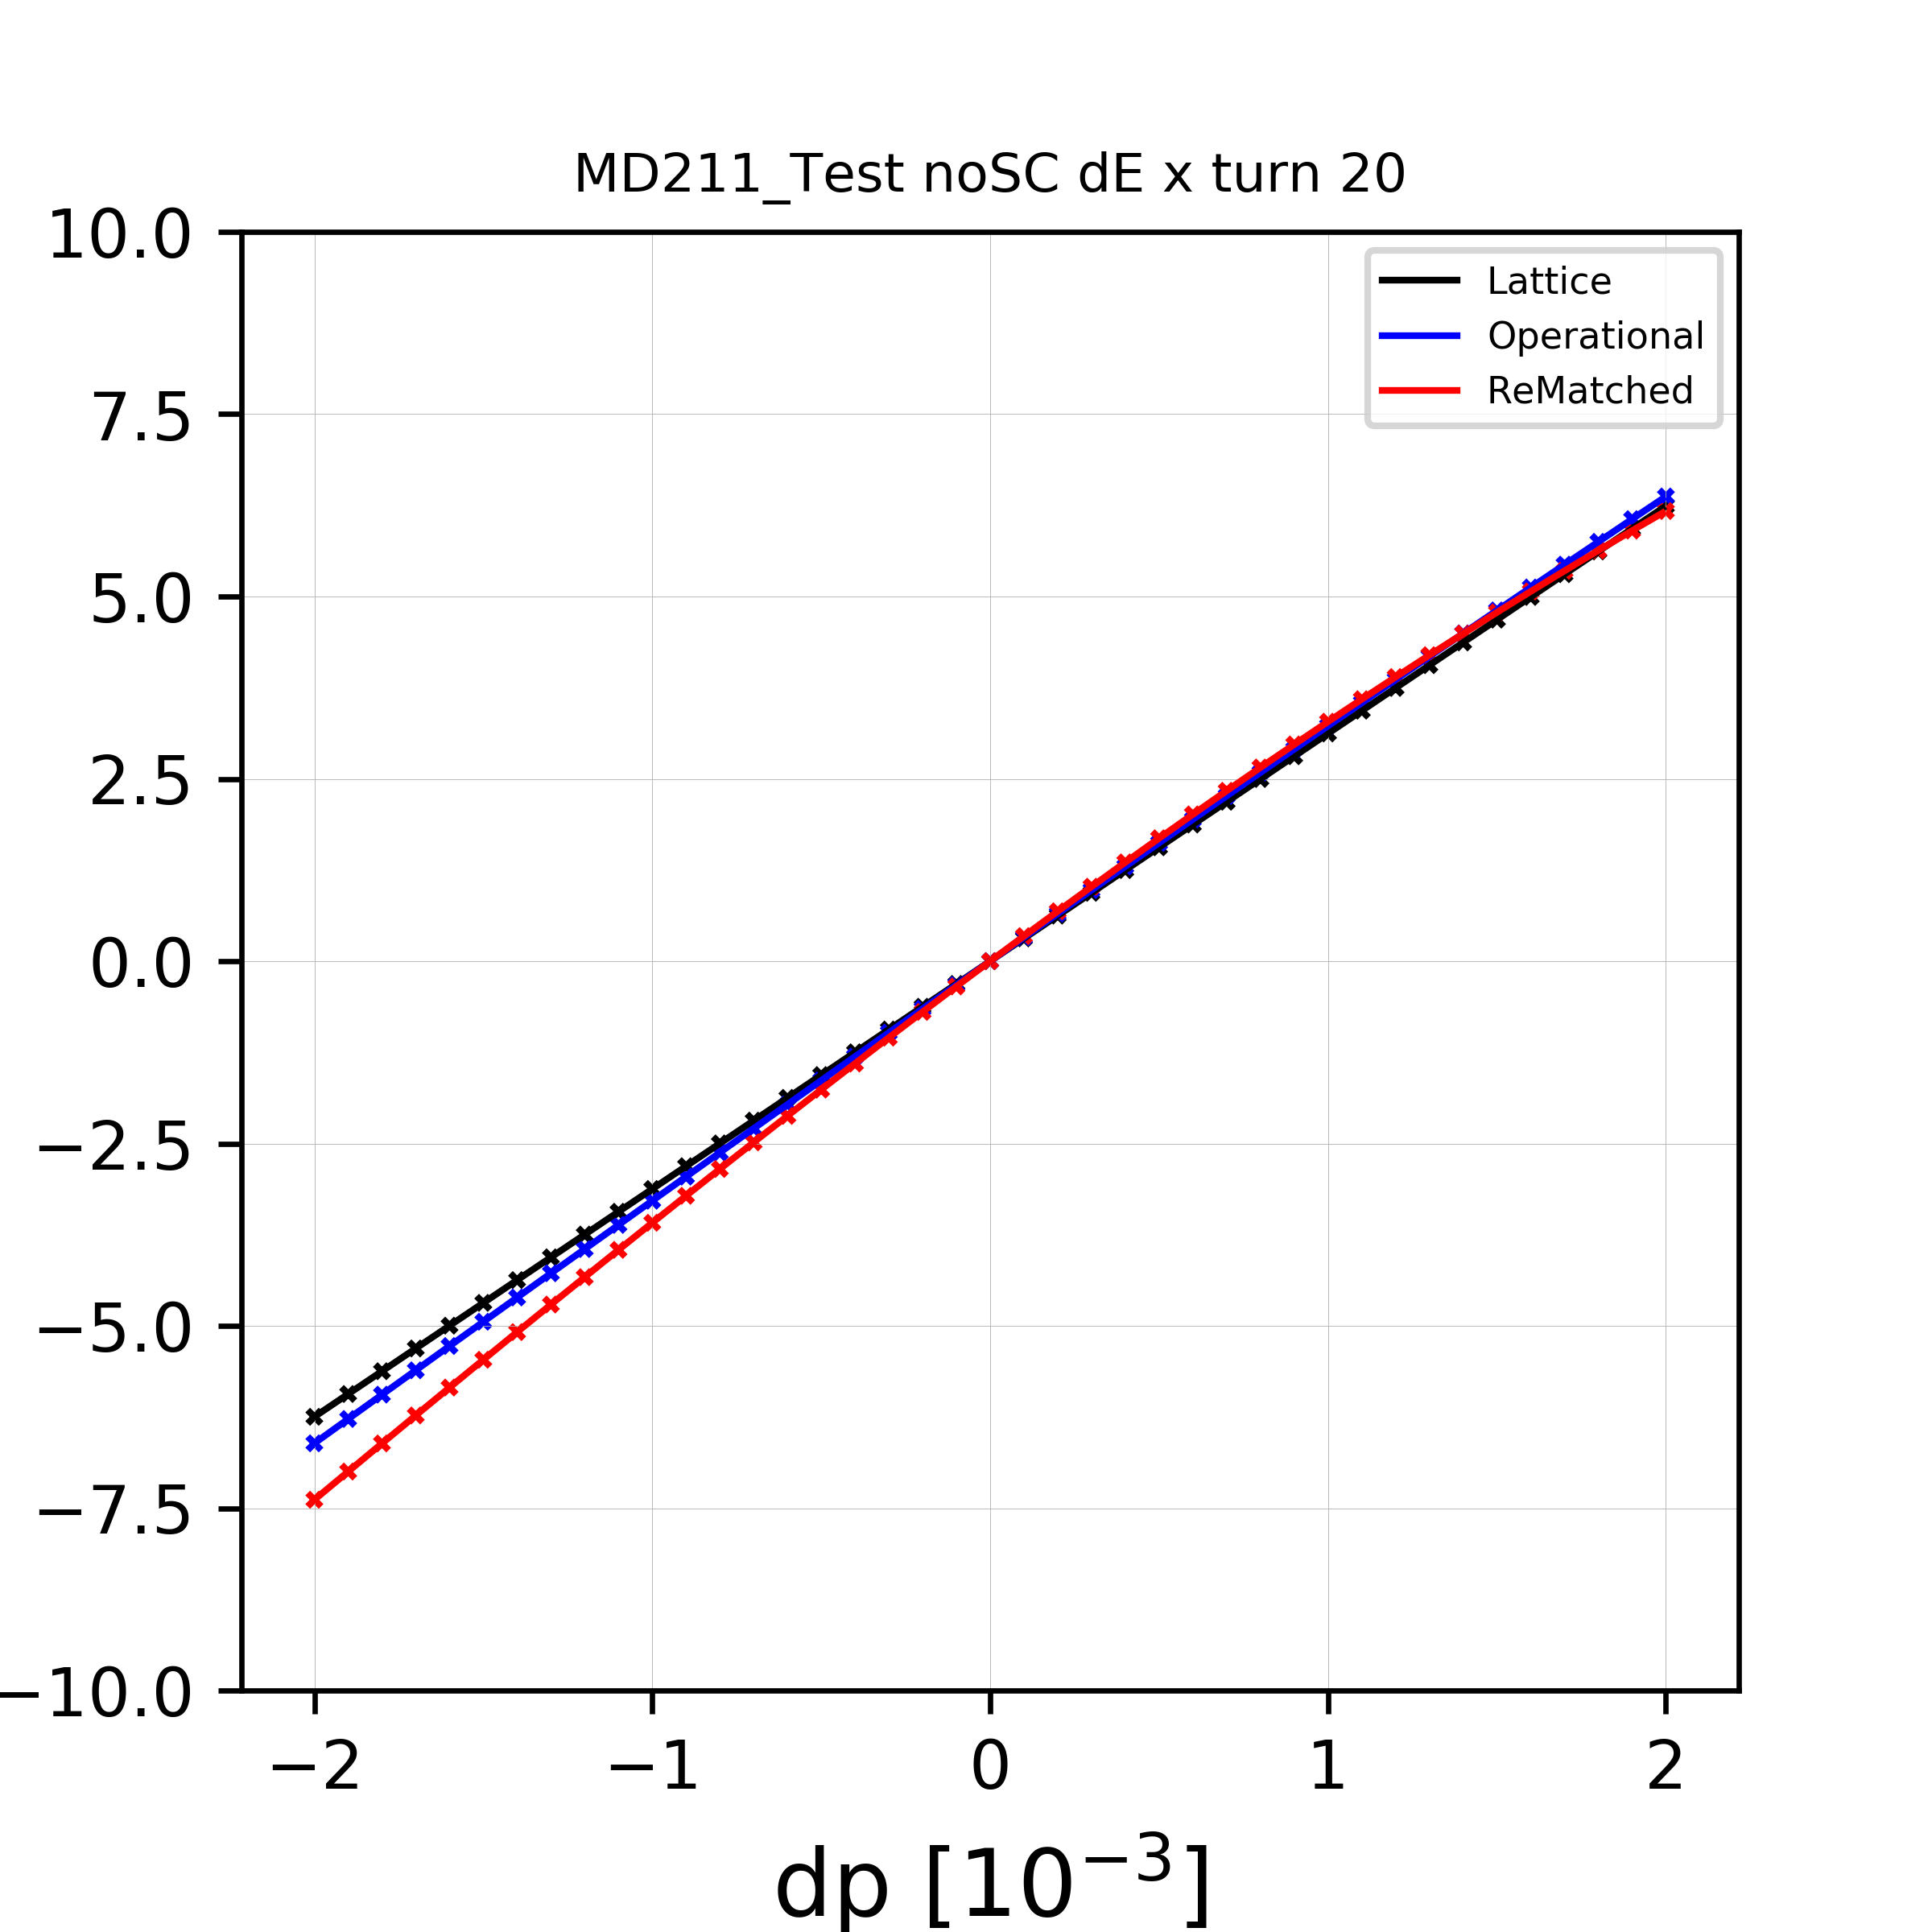 MD211_Test noSC dE x turn 20
10.0
7.5
5.0
2.5
0.0
−2.5
−5.0
−7.5
−10.0
Lattice
Operational
ReMatched
−2
−1
0
1
2
dp [10⁻³]